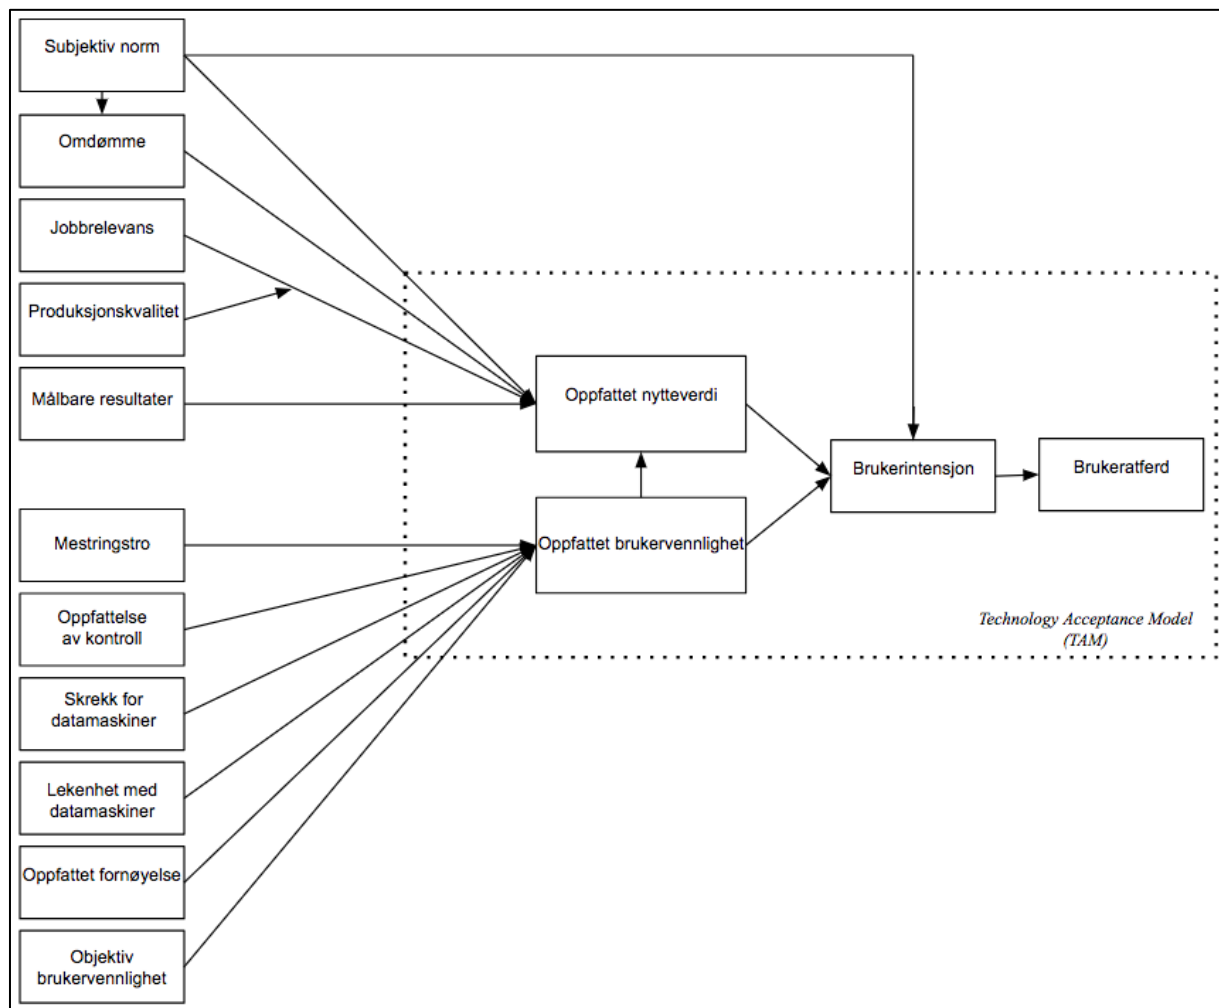 Subjektiv norm
Omdømme
Jobbrelevans
Produksjonskvalitet
Målbare resultater
Oppfattet nytteverdi
Brukerintensjon
Brukeratferd
Mestringstro
Oppfattet brukervennlighet
Oppfattelse
av kontroll
Technology Acceptance Model
(TAM)
Skrekk for
datamaskiner
Lekenhet med
datamaskiner
Oppfattet fornøyelse
Objektiv
brukervennlighet